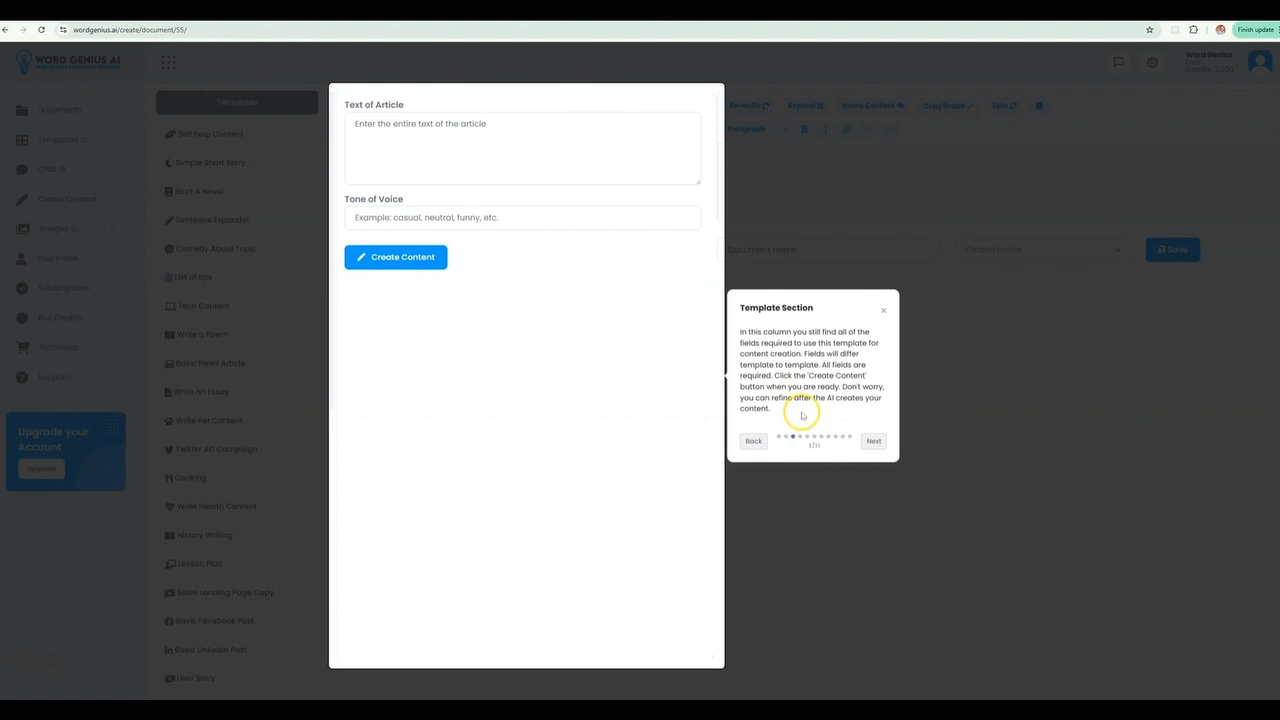 wordgenius.ai/create/document/55/
Finish update
WORD GENIUS AI
Word Genius
Free
Documents
Templates
Chat
Create Content
Images
Your Profile
Subscriptions
Buy Credits
Purchases
Support
Upgrade your
Account
Upgrade
Templates
Self help Content
Simple Short Story
Start A Novel
Sentence Expander
Comedy About Topic
List of tips
Tech Content
Write a Poem
Basic News Article
Write an Essay
Write Pet Content
Twitter AD Campaign
Cooking
Write Health Content
History Writing
Lesson Plan
Sales Landing Page Copy
Basic Facebook Post
Basic LinkedIn Post
User Story
Text of Article
Enter the entire text of the article
Tone of Voice
Example: casual, neutral, funny, etc.
Create Content
Re-write
Expand
CopyScape
Spin
Paragraph
B
I
Document name
Default Folder
Save
Template Section
×
In this column you still find all of the
fields required to use this template for
content creation. Fields will differ
template to template. All fields are
required. Click the 'Create Content'
button when you are ready. Don't worry,
you can refine after the AI creates your
content.
Back
3/11
Next